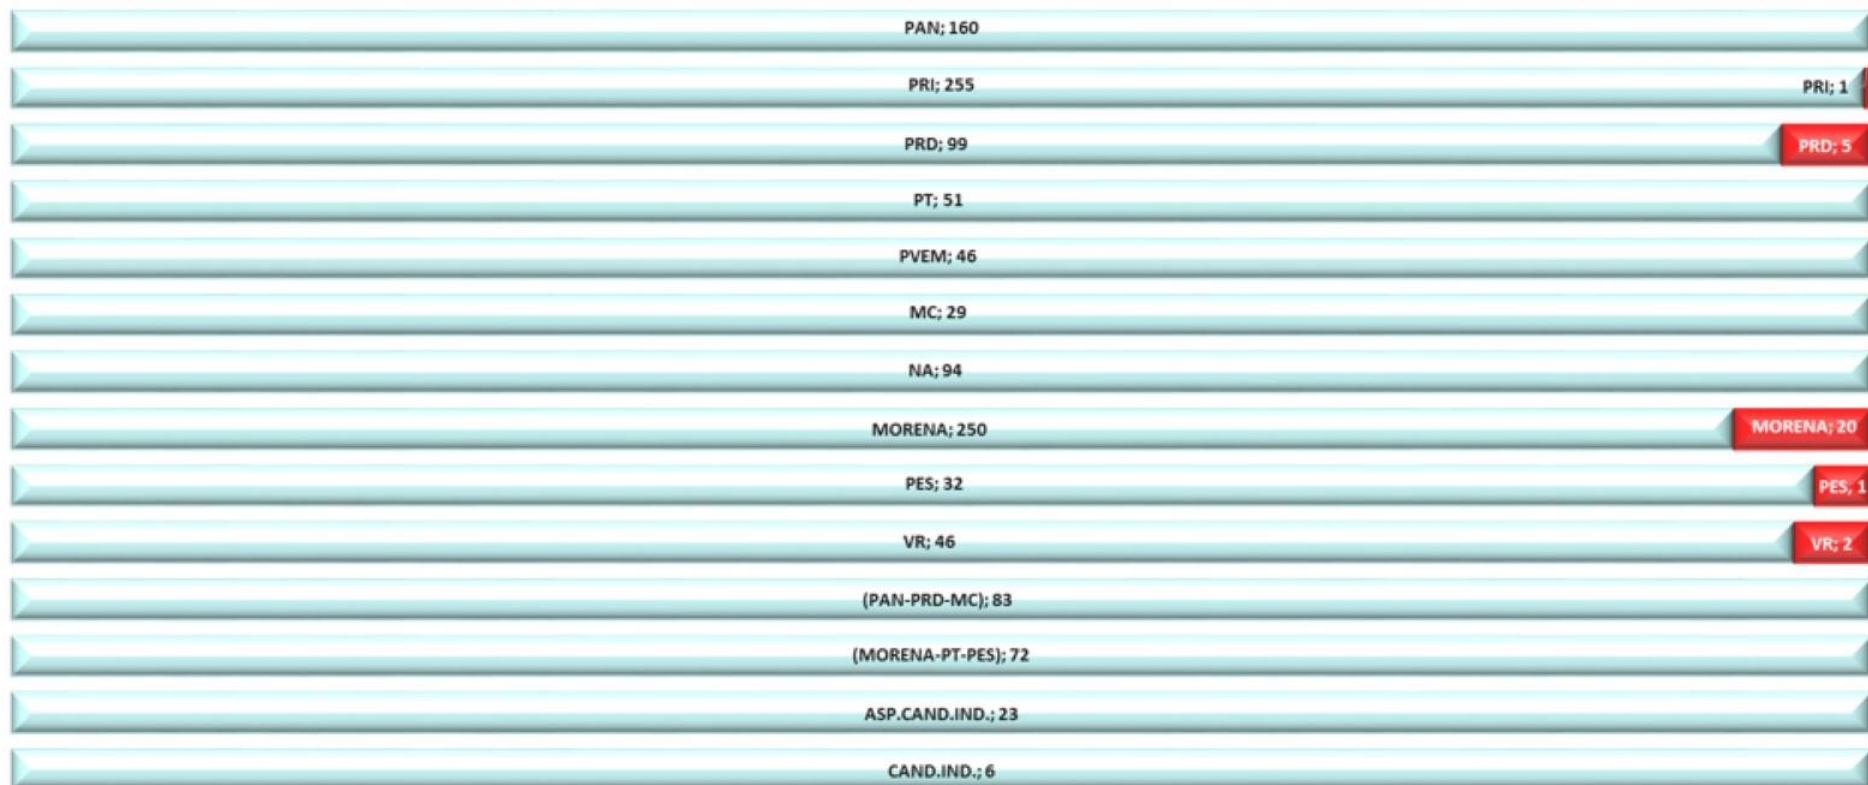 PAN; 160
PRI; 255 PRI; 1
PRD; 99 PRD; 5
PT; 51
PVEM; 46
MC; 29
NA; 94
MORENA; 250 MORENA; 20
PES; 32 PES; 1
VR; 46 VR; 2
(PAN-PRD-MC); 83
(MORENA-PT-PES); 72
ASP.CAND.IND.; 23
CAND.IND.; 6